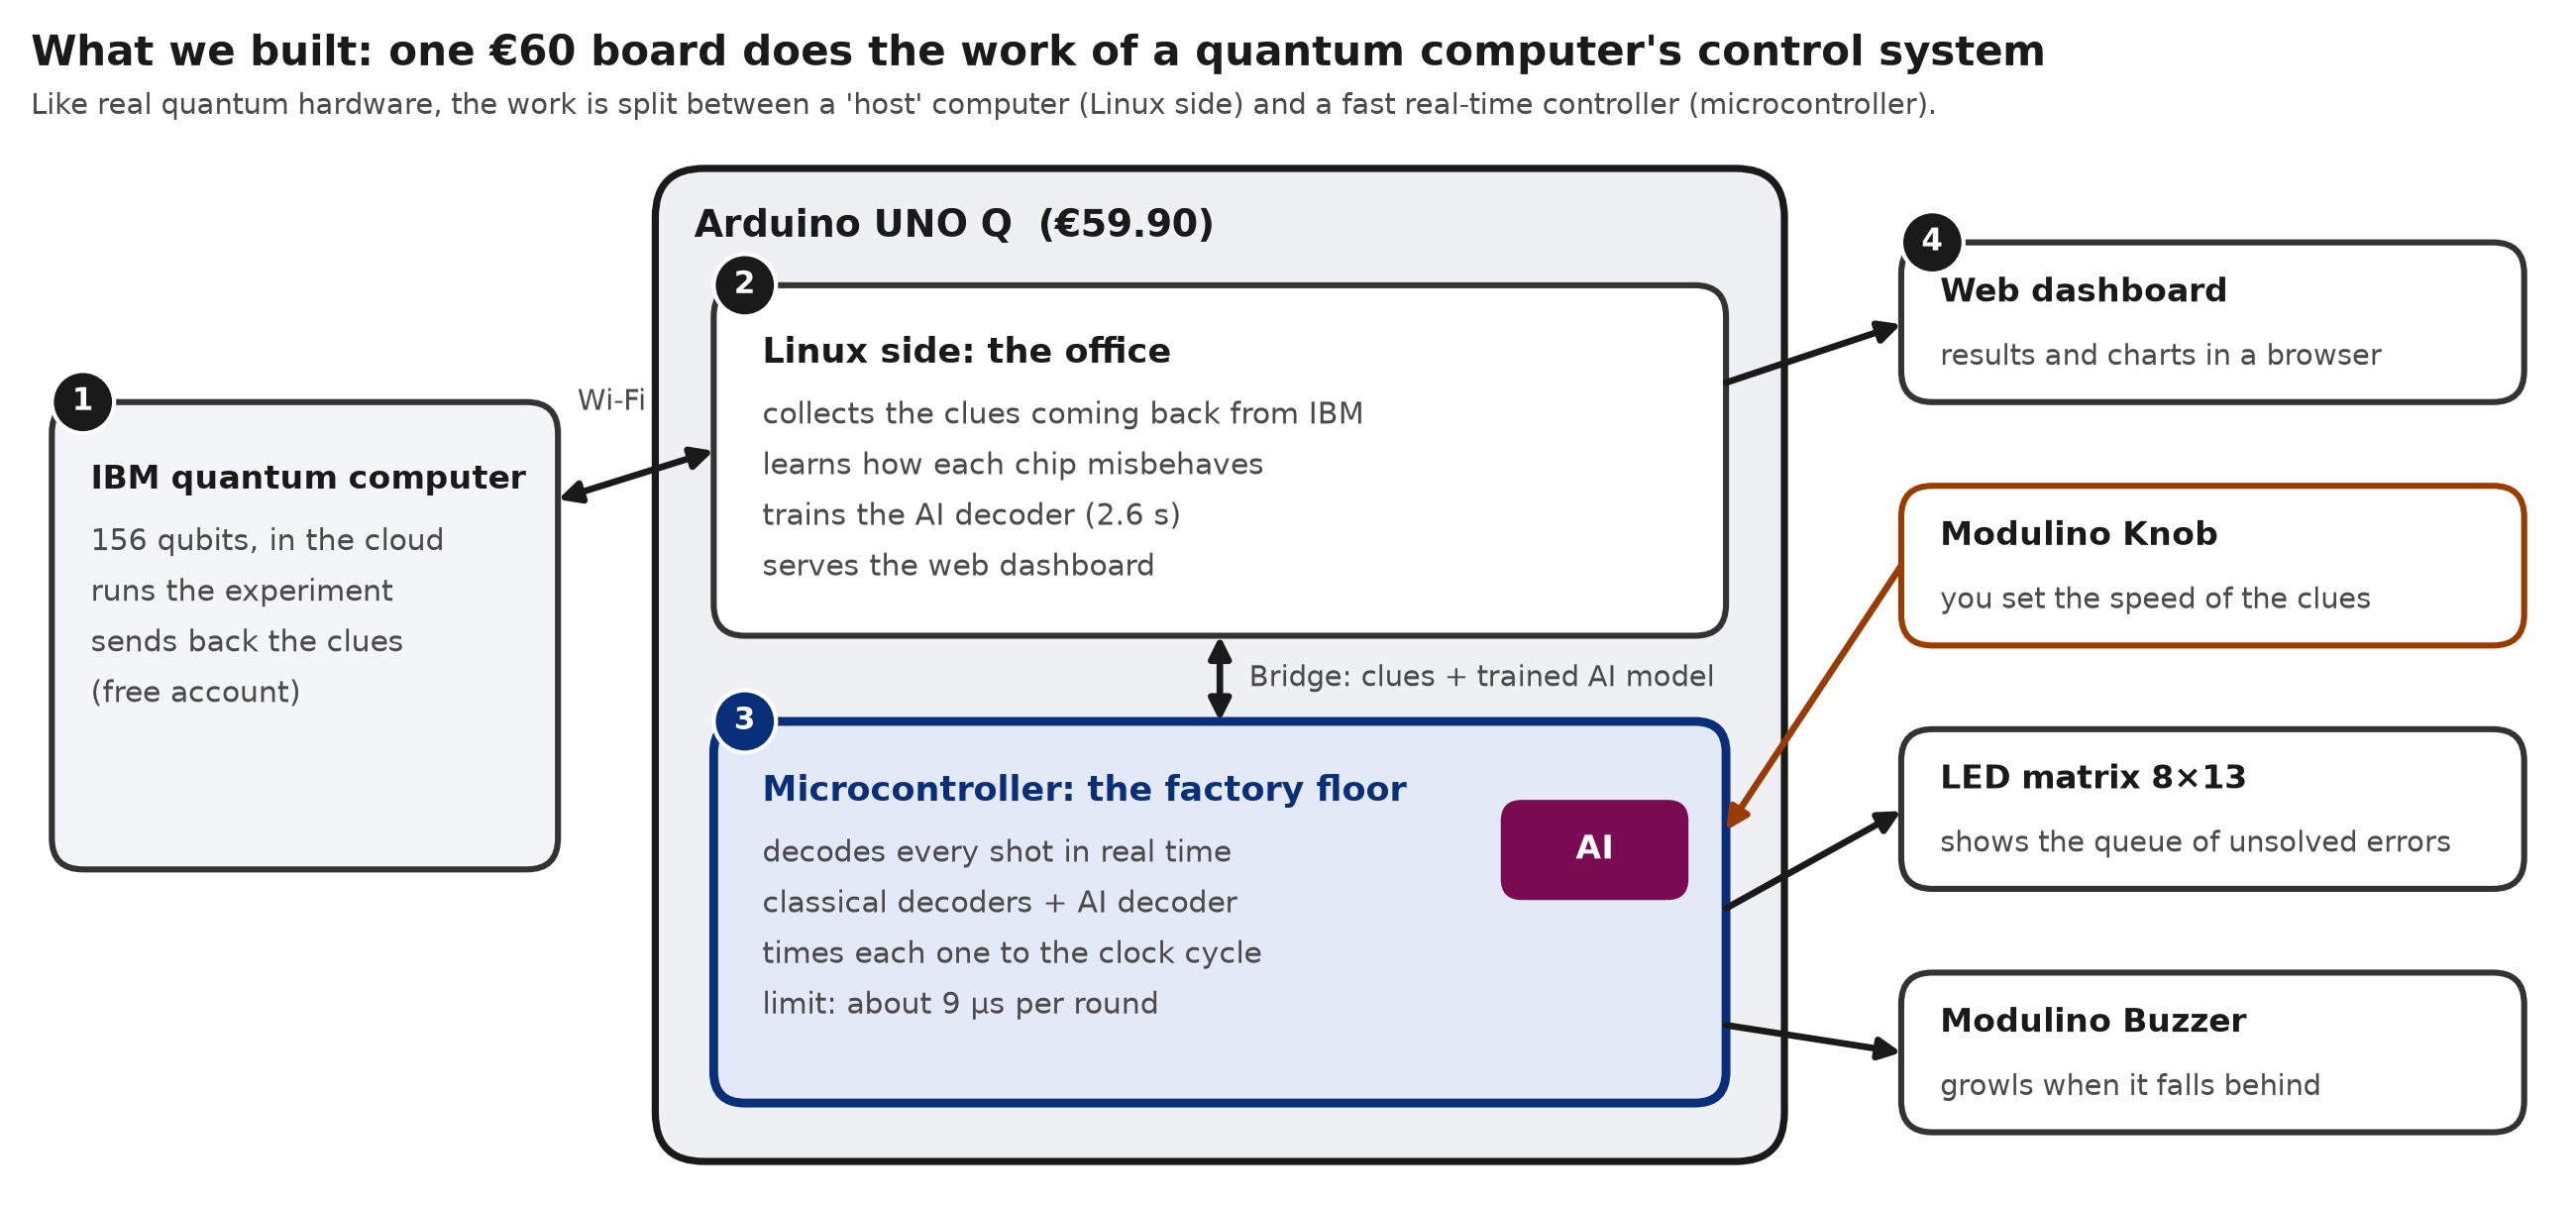 What we built: one €60 board does the work of a quantum computer's control system
Like real quantum hardware, the work is split between a 'host' computer (Linux side) and a fast real-time controller (microcontroller).
1
IBM quantum computer
156 qubits, in the cloud
runs the experiment
sends back the clues
(free account)
Wi-Fi
Arduino UNO Q (€59.90)
2
Linux side: the office
collects the clues coming back from IBM
learns how each chip misbehaves
trains the AI decoder (2.6 s)
serves the web dashboard
Bridge: clues + trained AI model
3
Microcontroller: the factory floor
decodes every shot in real time
classical decoders + AI decoder
times each one to the clock cycle
limit: about 9 µs per round
AI
4
Web dashboard
results and charts in a browser
Modulino Knob
you set the speed of the clues
LED matrix 8×13
shows the queue of unsolved errors
Modulino Buzzer
growls when it falls behind